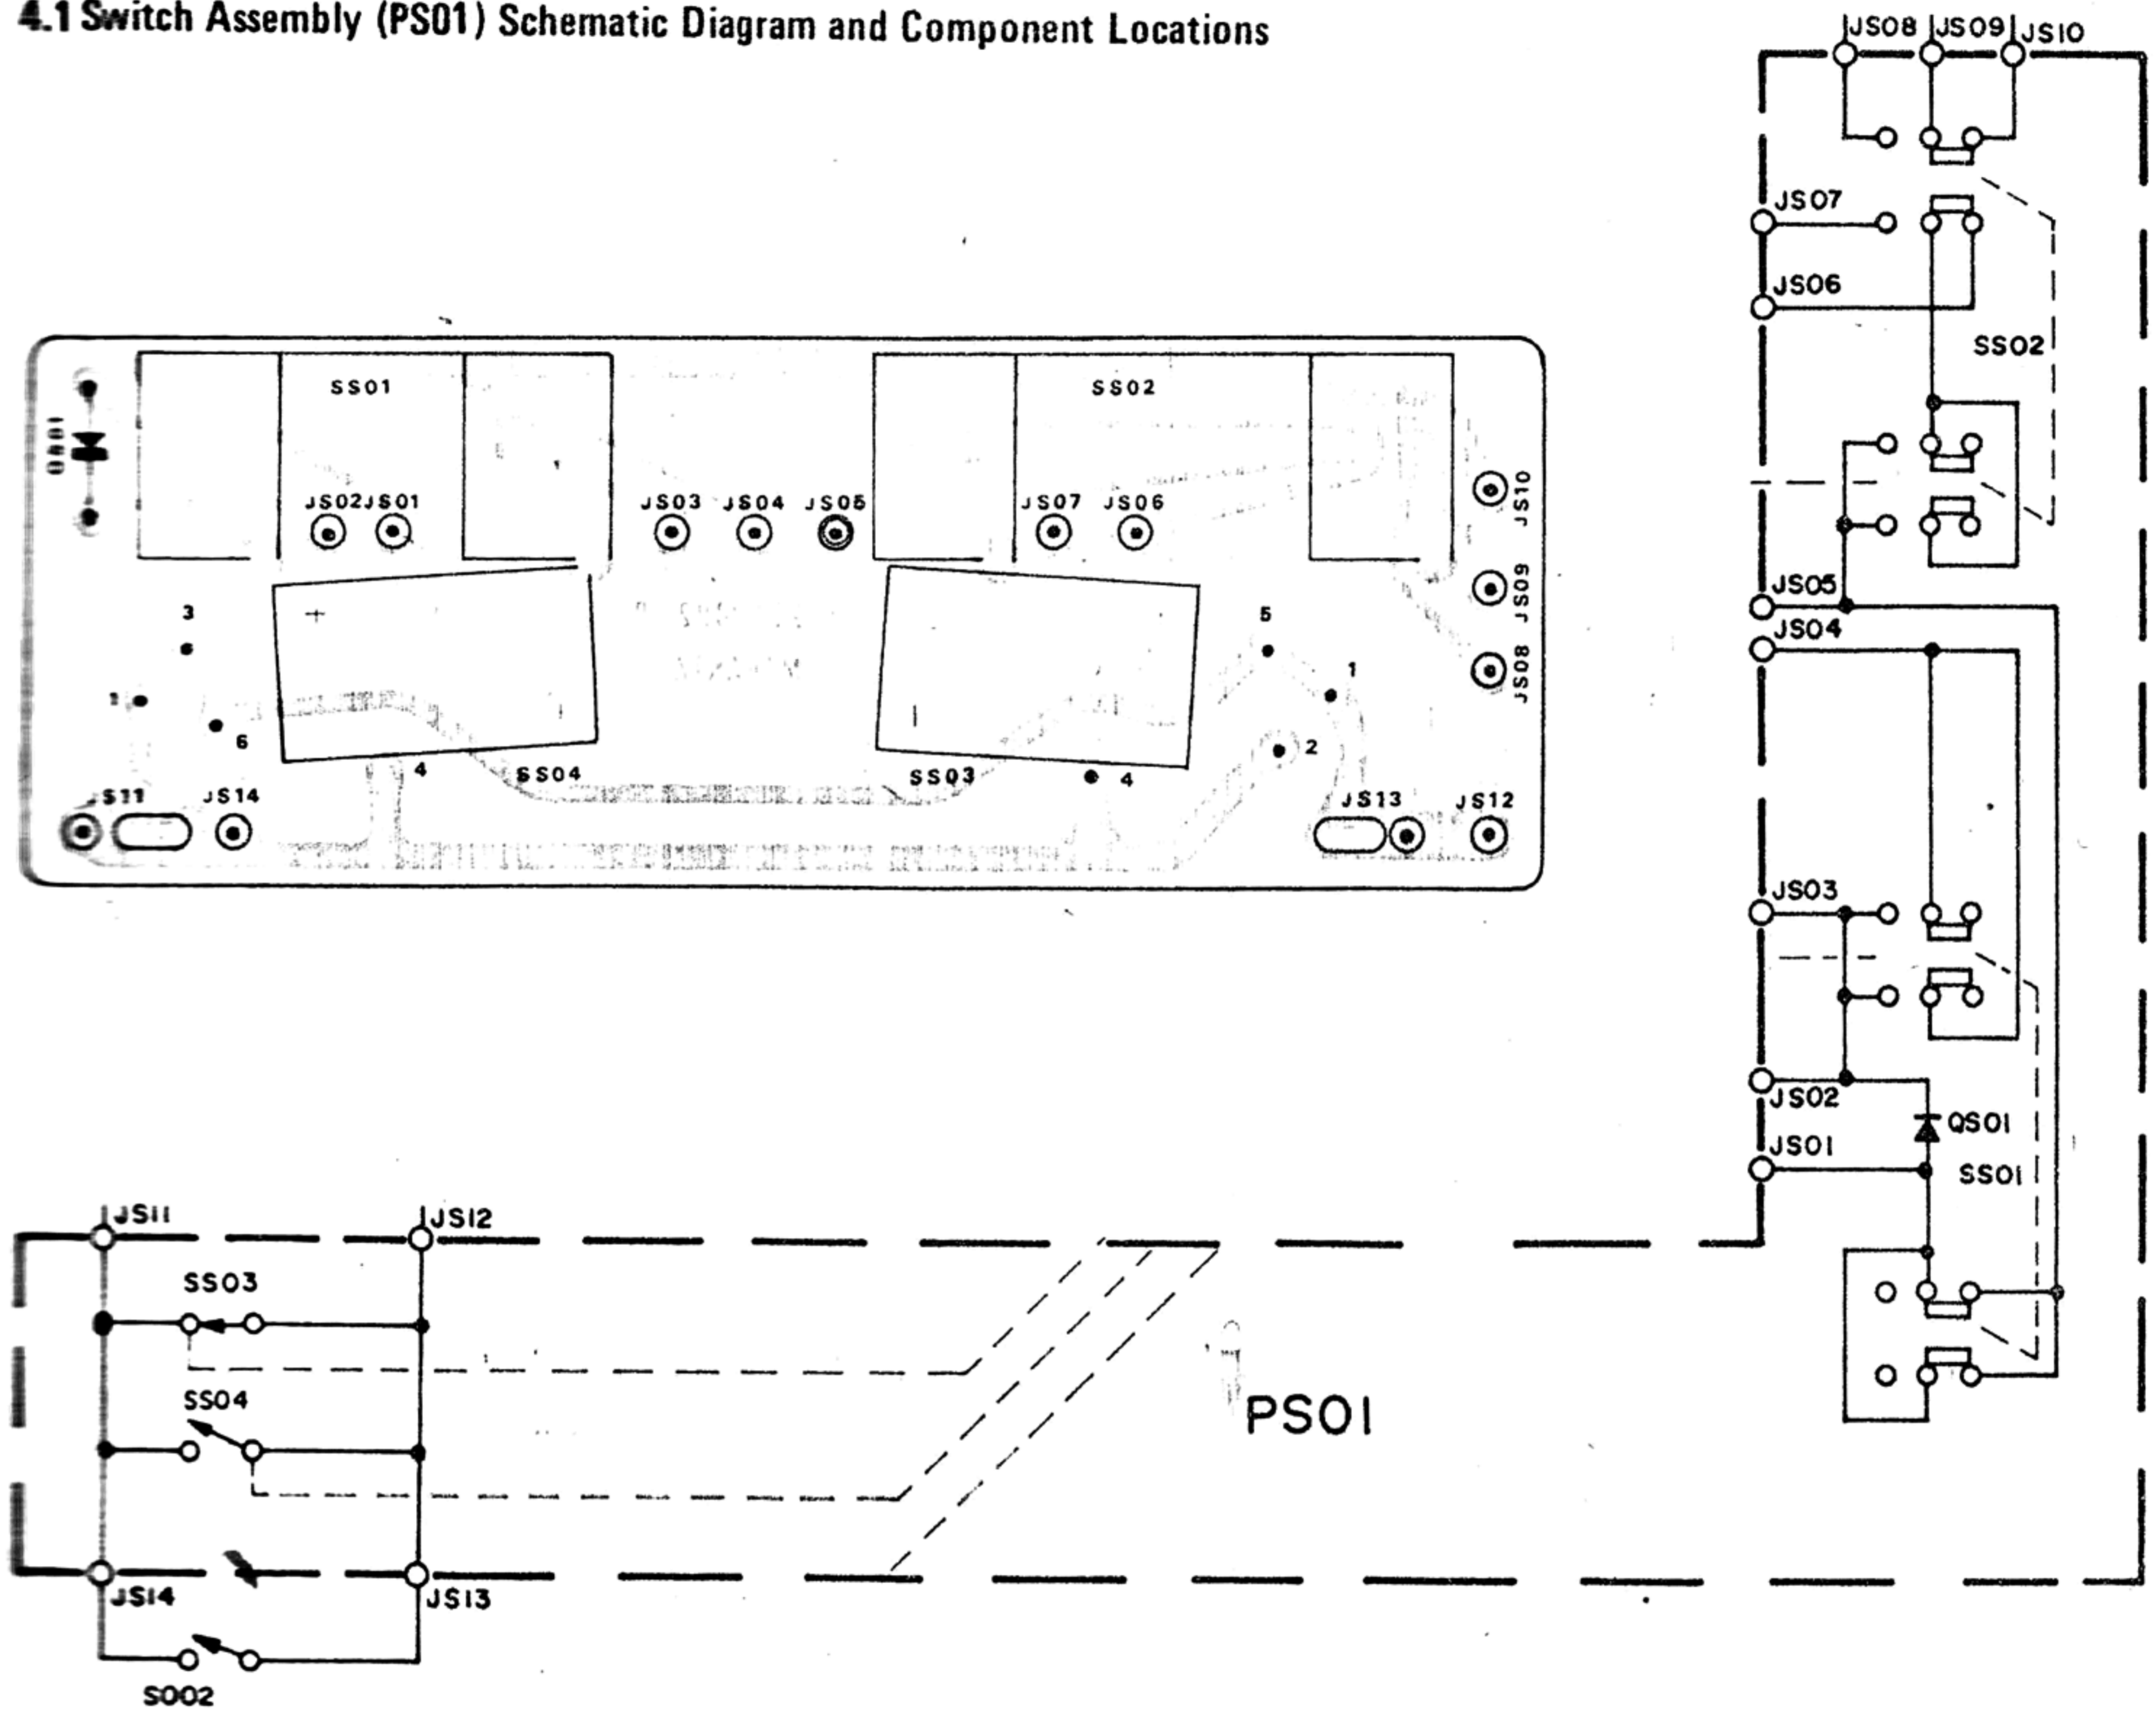 4.1 Switch Assembly (PS01) Schematic Diagram and Component Locations
JS08 JS09 JS10
JS07
JS06
SS02
JS05
JS04
JS03
JS02
QS01
JS01
SS01
SS01
SS02
JS02 JS01
JS03 JS04 JS05
JS07 JS06
JS10
JS09
JS08
3
1
6
4
SS04
SS03
4
5
1
2
JS11
JS14
JS13
JS12
JS11
JS12
SS03
SS04
PS01
JS14
JS13
S002